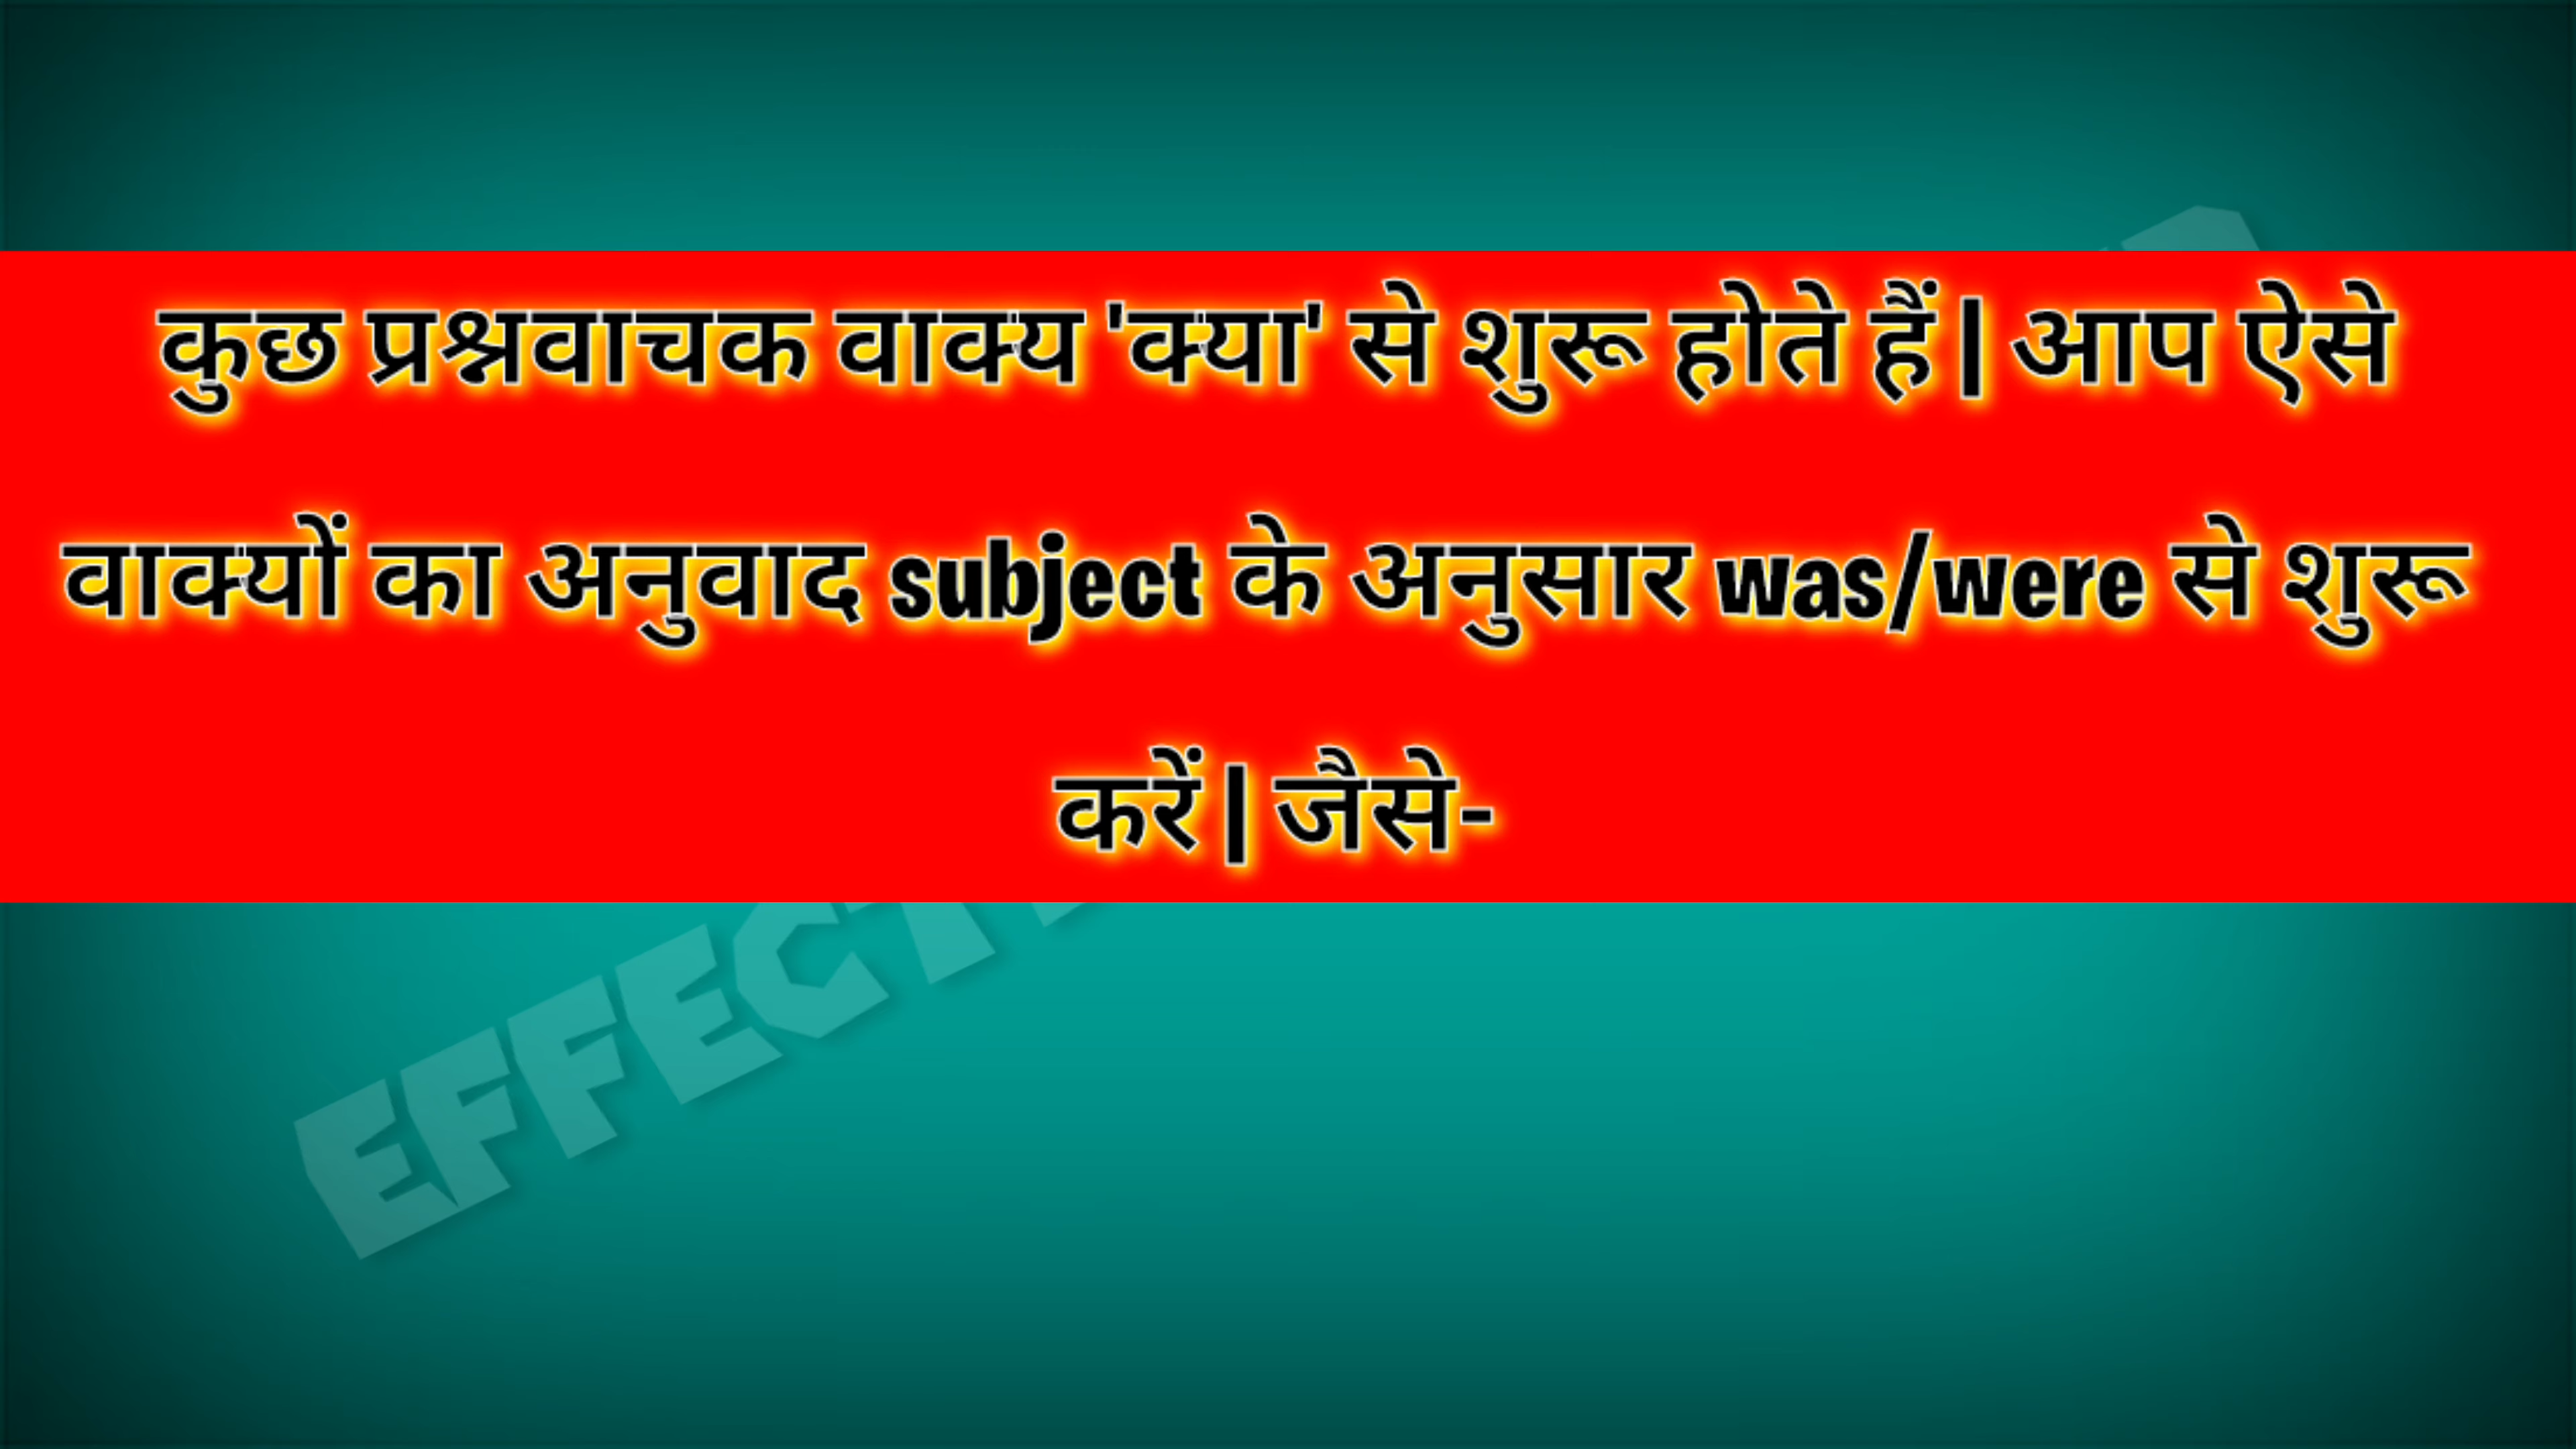 कुछ प्रश्नवाचक वाक्य 'क्या' से शुरू होते हैं | आप ऐसे
वाक्यों का अनुवाद subject के अनुसार was/were से शुरू
करें | जैसे-